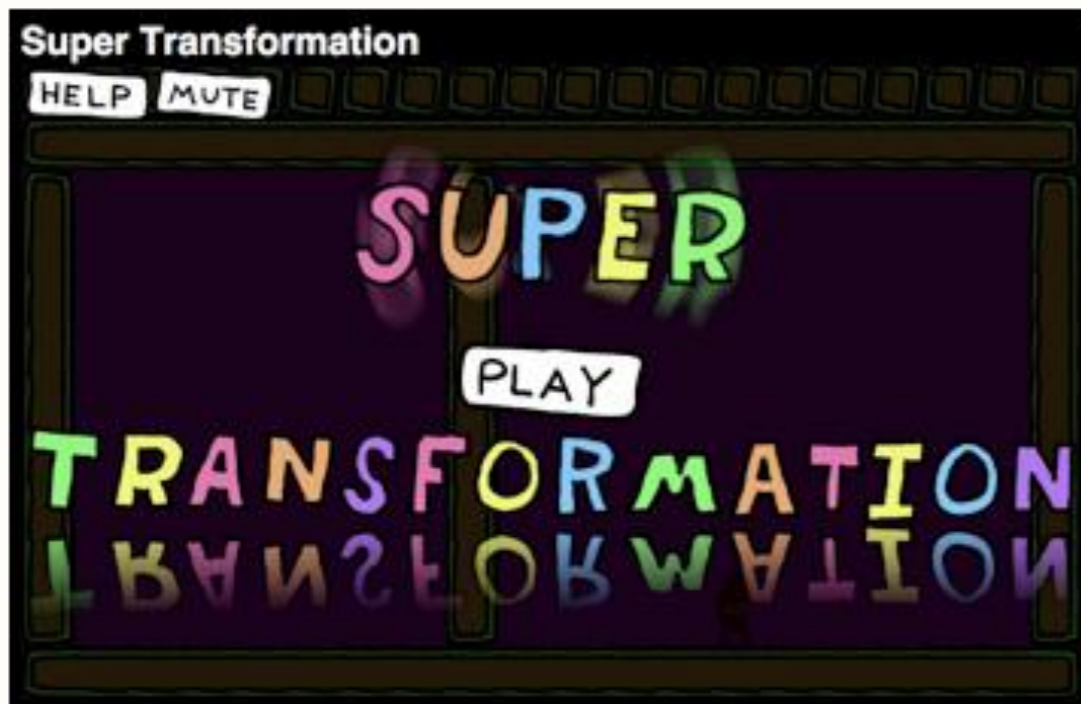 Super Transformation
HELP MUTE
SUPER
PLAY
TRANSFORMATION